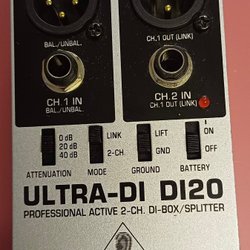 BAL./UNBAL.
CH.1 OUT (LINK)
CH.1 IN
BAL./UNBAL.
CH.2 IN
CH.1 OUT (LINK)
0 dB
20 dB
40 dB
LINK
2-CH.
LIFT
GND
ON
OFF
ATTENUATION
MODE
GROUND
BATTERY
ULTRA-DI DI20
PROFESSIONAL ACTIVE 2-CH. DI-BOX/SPLITTER